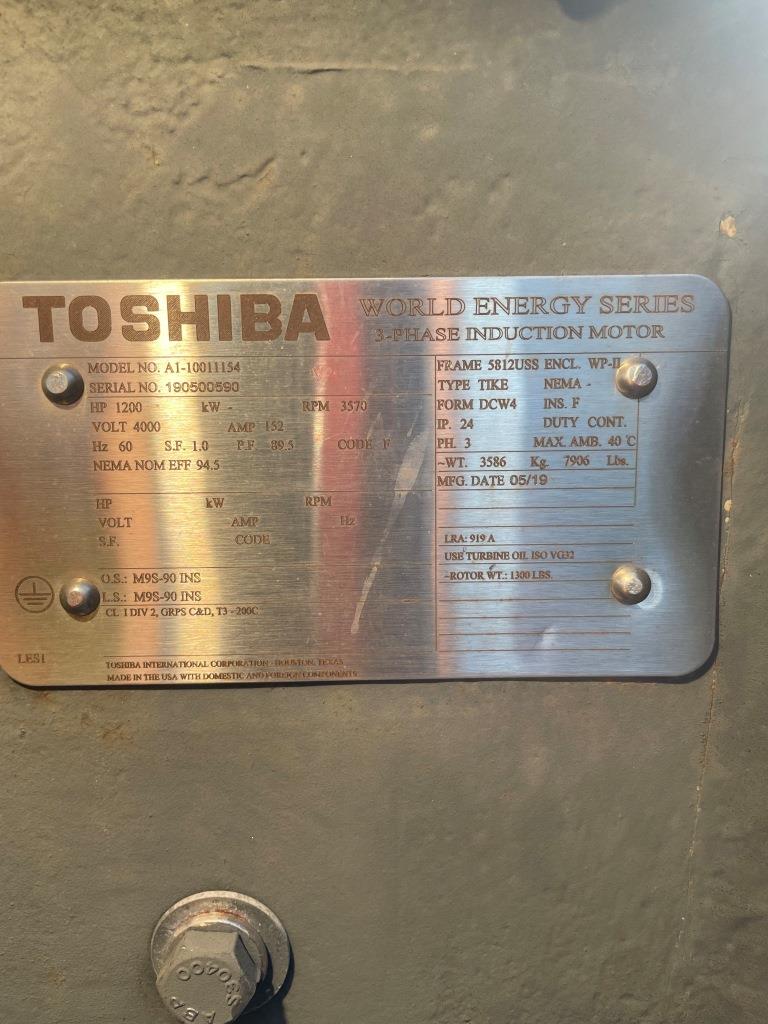 TOSHIBA
WORLD ENERGY SERIES
3-PHASE INDUCTION MOTOR
MODEL NO. A1-10011154
SERIAL NO. 190500590
HP 1200 kW - RPM 3570
VOLT 4000 AMP 152
Hz 60 S.F. 1.0 P.F 89.5 CODE F
NEMA NOM EFF 94.5
HP kW RPM
VOLT AMP Hz
S.F. CODE
O.S.: M9S-90 INS
L.S.: M9S-90 INS
CL 1 DIV 2, GRPS C&D, T3 - 200C
LES1
TOSHIBA INTERNATIONAL CORPORATION - HOUSTON, TEXAS
MADE IN THE USA WITH DOMESTIC AND FOREIGN COMPONENTS
FRAME 5812USS ENCL. WP-II
TYPE TIKE NEMA -
FORM DCW4 INS. F
IP. 24 DUTY CONT.
PH. 3 MAX. AMB. 40 °C
~WT. 3586 Kg. 7906 Lbs.
MFG. DATE 05/19
LRA: 919 A
USE TURBINE OIL ISO VG32
~ROTOR WT.: 1300 LBS.